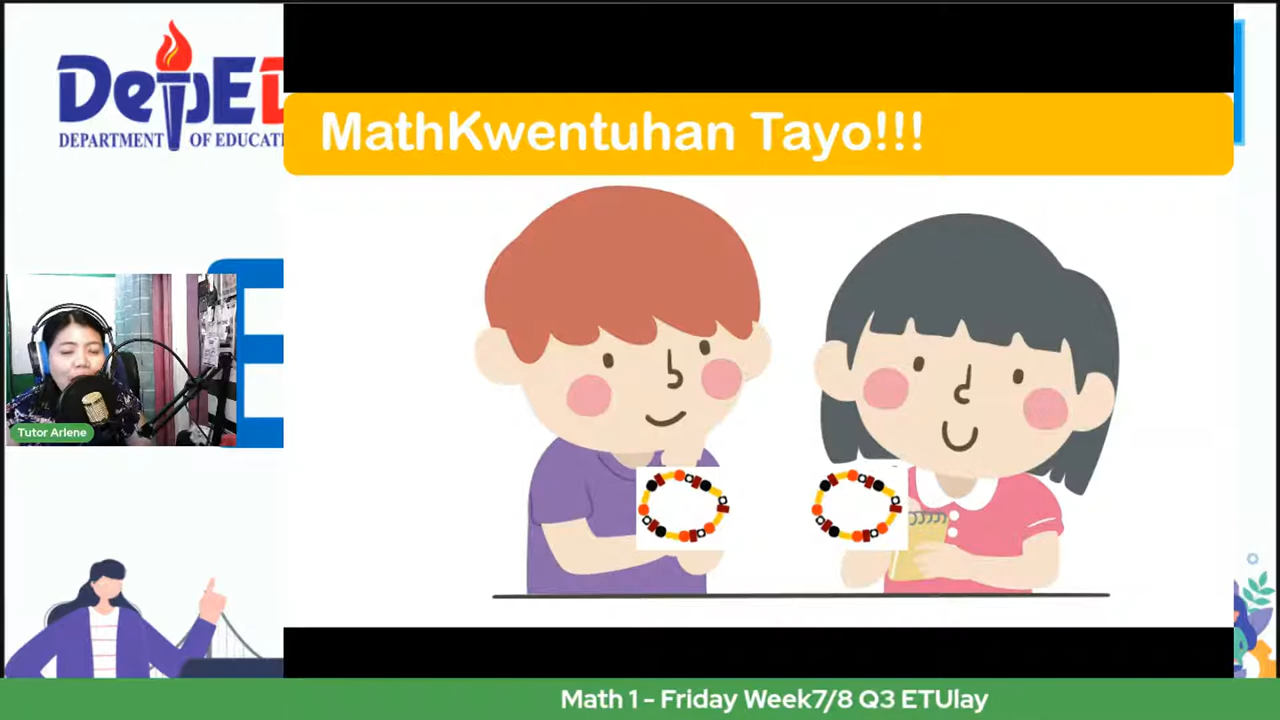 DepED
DEPARTMENT OF EDUCATI
MathKwentuhan Tayo!!!
E
Tutor Arlene
Math 1 - Friday Week7/8 Q3 ETUlay